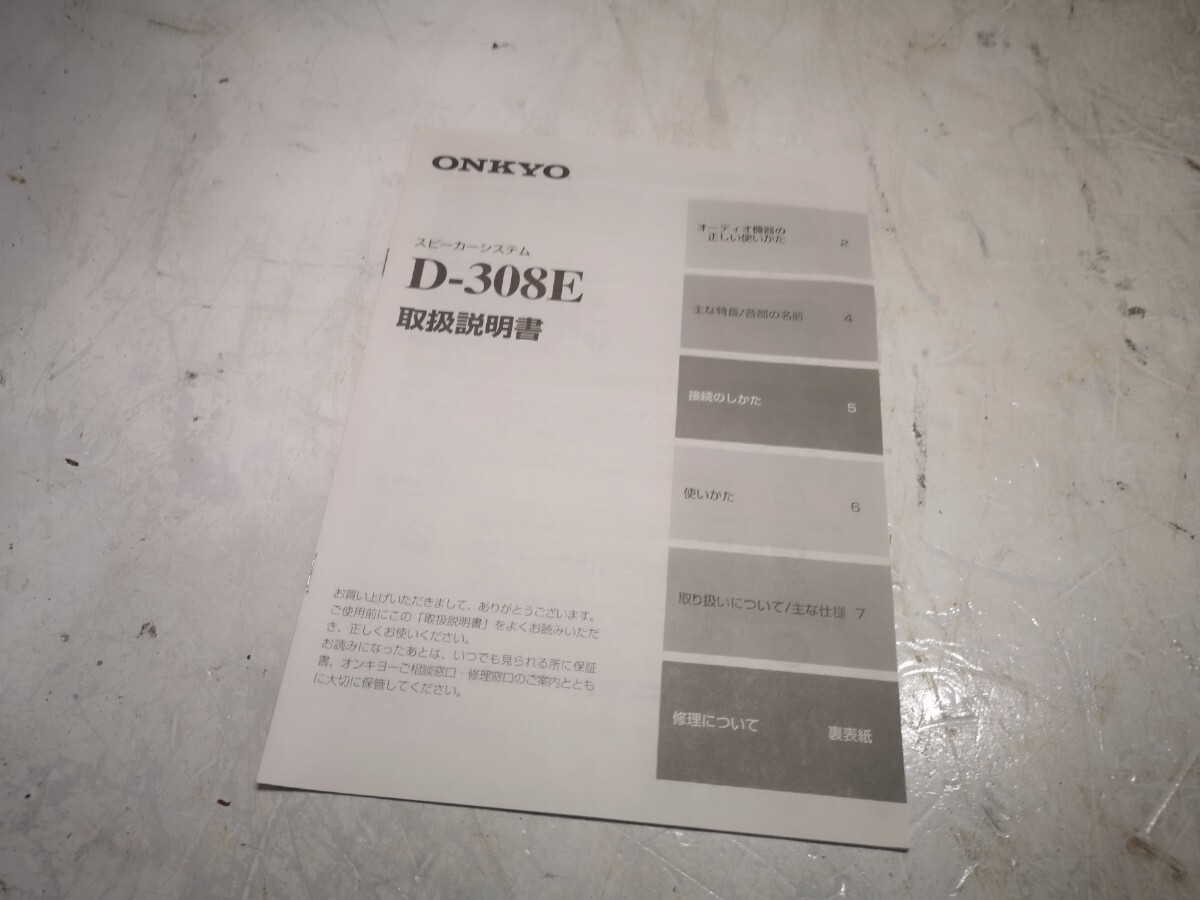 ONKYO
スピーカーシステム
D-308E
取扱説明書
オーディオ機器の
正しい使いかた 2
主な特長/各部の名前 4
接続のしかた 5
使いかた 6
取り扱いについて/主な仕様 7
修理について 裏表紙
お買い上げいただきまして、ありがとうございます。
ご使用前にこの「取扱説明書」をよくお読みいただ
き、正しくお使いください。
お読みになったあとは、いつでも見られる所に保証
書、オンキヨーご相談窓口・修理窓口のご案内ととも
に大切に保管してください。